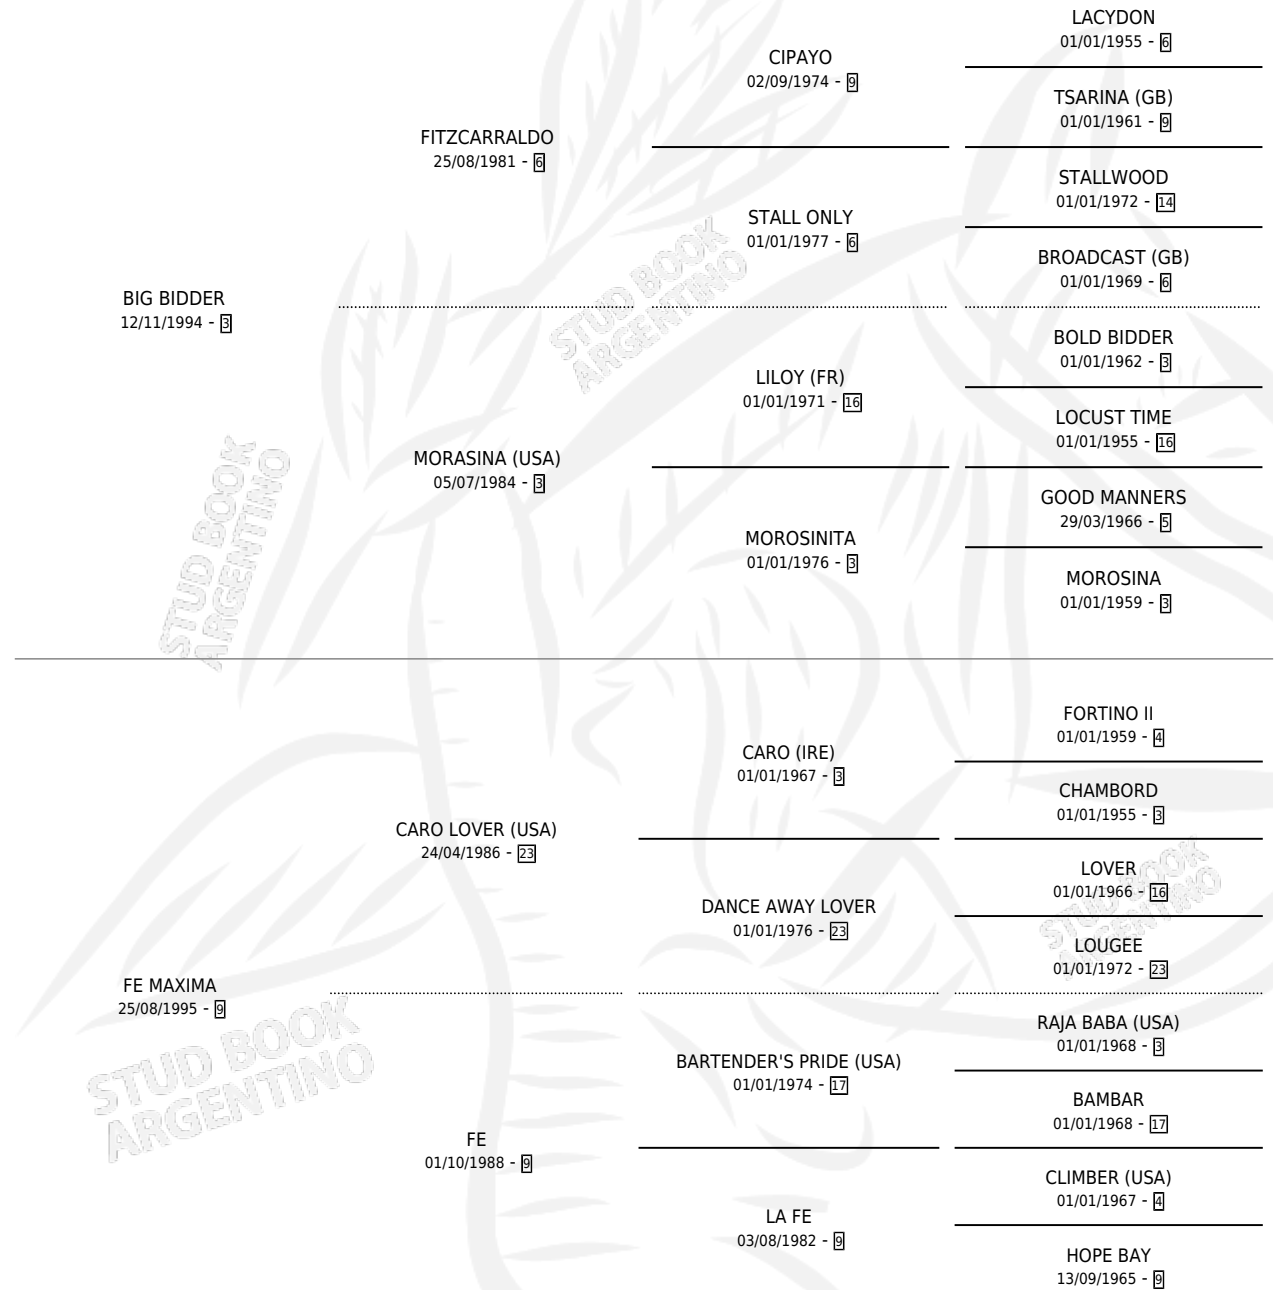 LACYDON
01/01/1955 - 6
CIPAYO
02/09/1974 - 9
TSARINA (GB)
01/01/1961 - 9
FITZCARRALDO
25/08/1981 - 6
STALLWOOD
01/01/1972 - 14
STALL ONLY
01/01/1977 - 6
BROADCAST (GB)
01/01/1969 - 6
BIG BIDDER
12/11/1994 - 3
BOLD BIDDER
01/01/1962 - 3
LILOY (FR)
01/01/1971 - 16
LOCUST TIME
01/01/1955 - 16
MORASINA (USA)
05/07/1984 - 3
GOOD MANNERS
29/03/1966 - 5
MOROSINITA
01/01/1976 - 3
MOROSINA
01/01/1959 - 3
STUD BOOK
ARGENTINO
STUD BOOK
ARGENTINO
FORTINO II
01/01/1959 - 4
CARO (IRE)
01/01/1967 - 3
CHAMBORD
01/01/1955 - 3
CARO LOVER (USA)
24/04/1986 - 23
LOVER
01/01/1966 - 16
DANCE AWAY LOVER
01/01/1976 - 23
LOUGEE
01/01/1972 - 23
FE MAXIMA
25/08/1995 - 9
RAJA BABA (USA)
01/01/1968 - 3
BARTENDER'S PRIDE (USA)
01/01/1974 - 17
BAMBAR
01/01/1968 - 17
FE
01/10/1988 - 9
CLIMBER (USA)
01/01/1967 - 4
LA FE
03/08/1982 - 9
HOPE BAY
13/09/1965 - 9
STUD BOOK
ARGENTINO
STUD BOOK
ARGENTINO